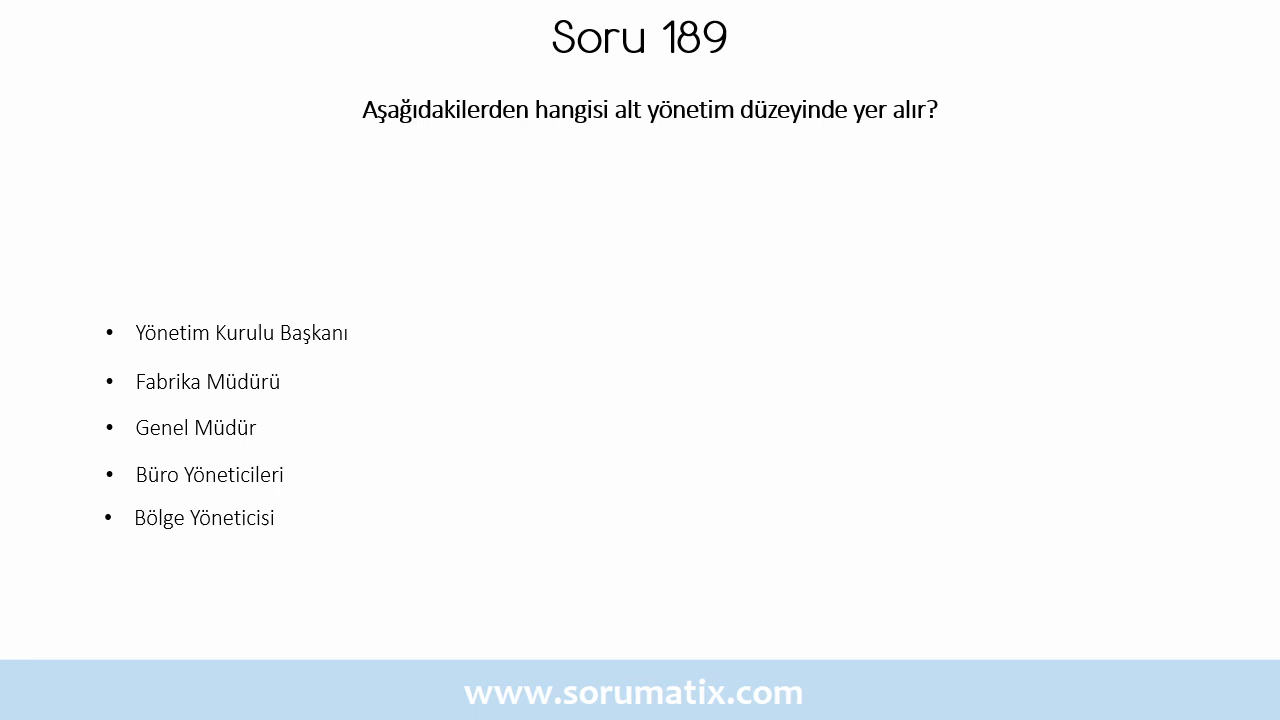 Soru 189
Aşağıdakilerden hangisi alt yönetim düzeyinde yer alır?
• Yönetim Kurulu Başkanı
• Fabrika Müdürü
• Genel Müdür
• Büro Yöneticileri
• Bölge Yöneticisi
www.sorumatix.com